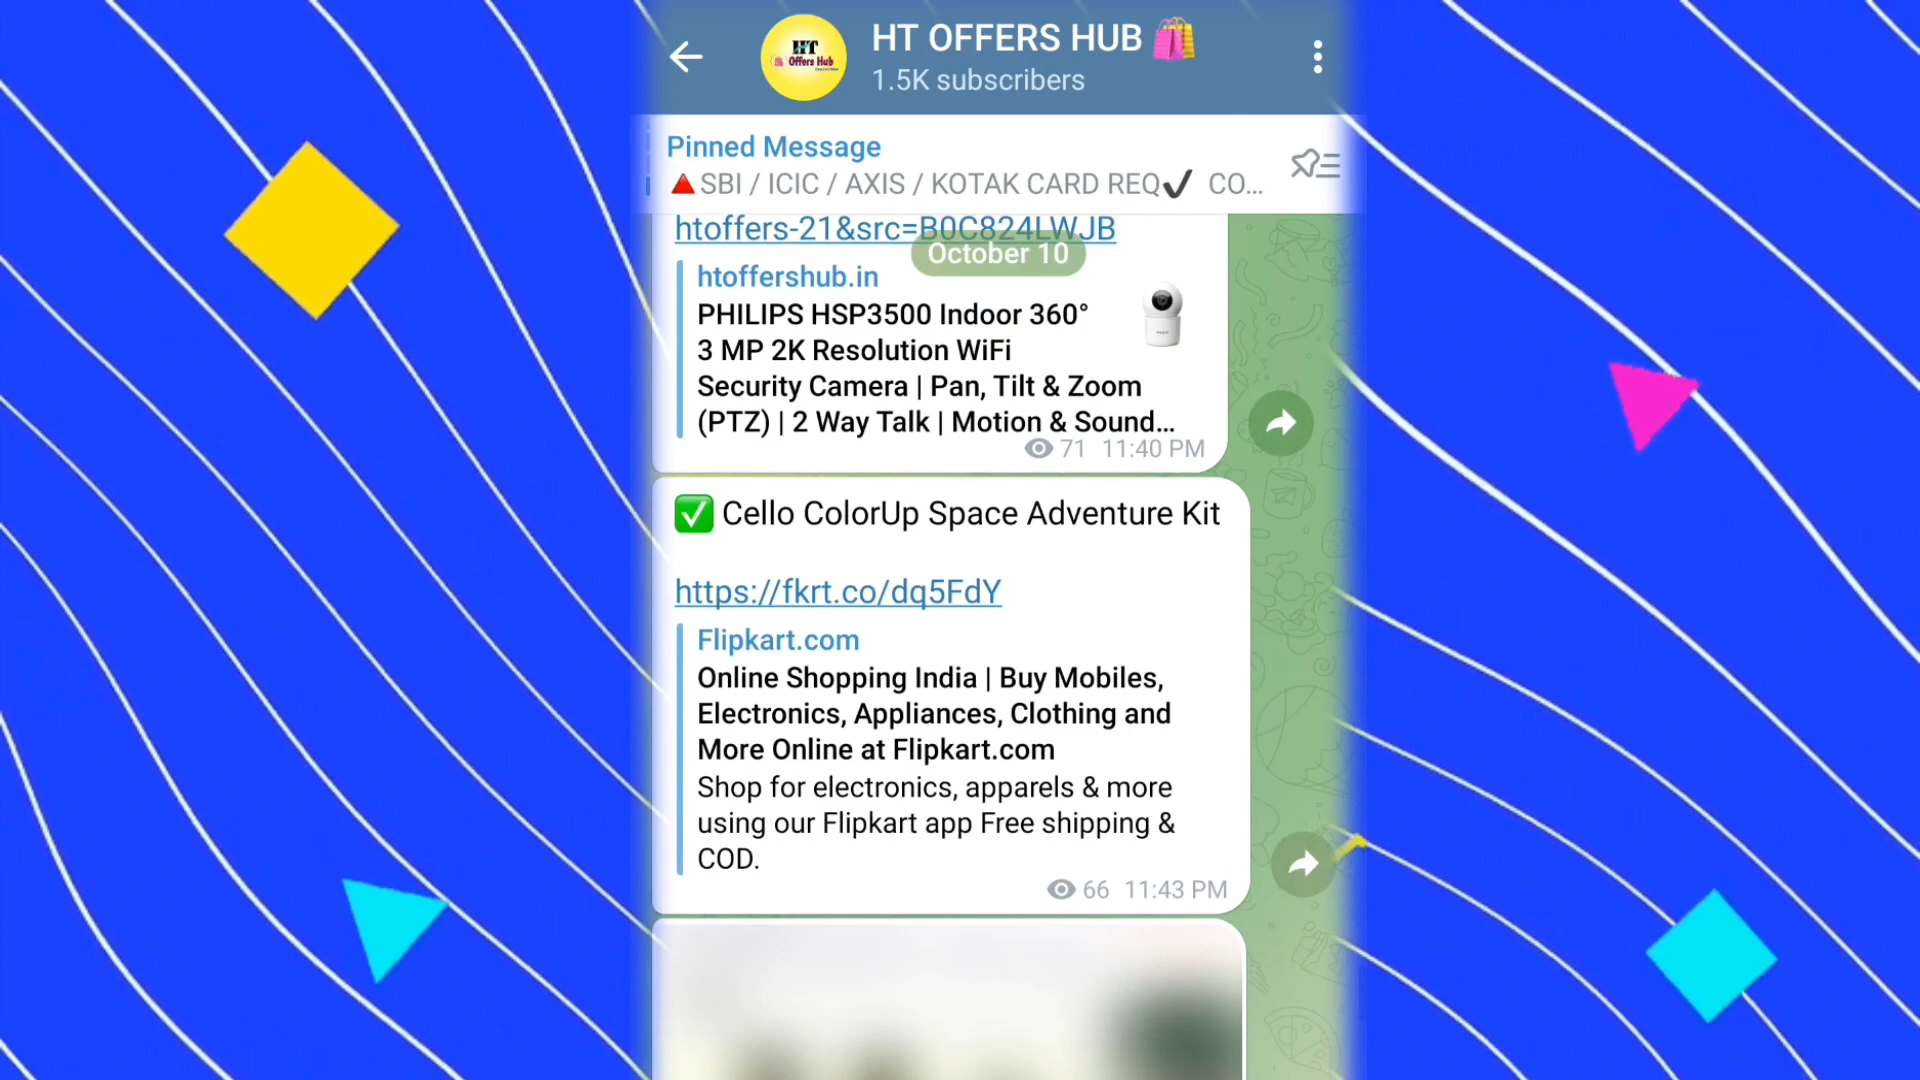 HT OFFERS HUB 🛍️
1.5K subscribers
HT
Offers Hub
Pinned Message
🔺SBI / ICIC / AXIS / KOTAK CARD REQ✔️ CO...
htoffers-21&src=B0C824LWJB
October 10
htoffershub.in
PHILIPS HSP3500 Indoor 360°
3 MP 2K Resolution WiFi
Security Camera | Pan, Tilt & Zoom
(PTZ) | 2 Way Talk | Motion & Sound...
71 11:40 PM
✅ Cello ColorUp Space Adventure Kit
https://fkrt.co/dq5FdY
Flipkart.com
Online Shopping India | Buy Mobiles,
Electronics, Appliances, Clothing and
More Online at Flipkart.com
Shop for electronics, apparels & more
using our Flipkart app Free shipping &
COD.
66 11:43 PM